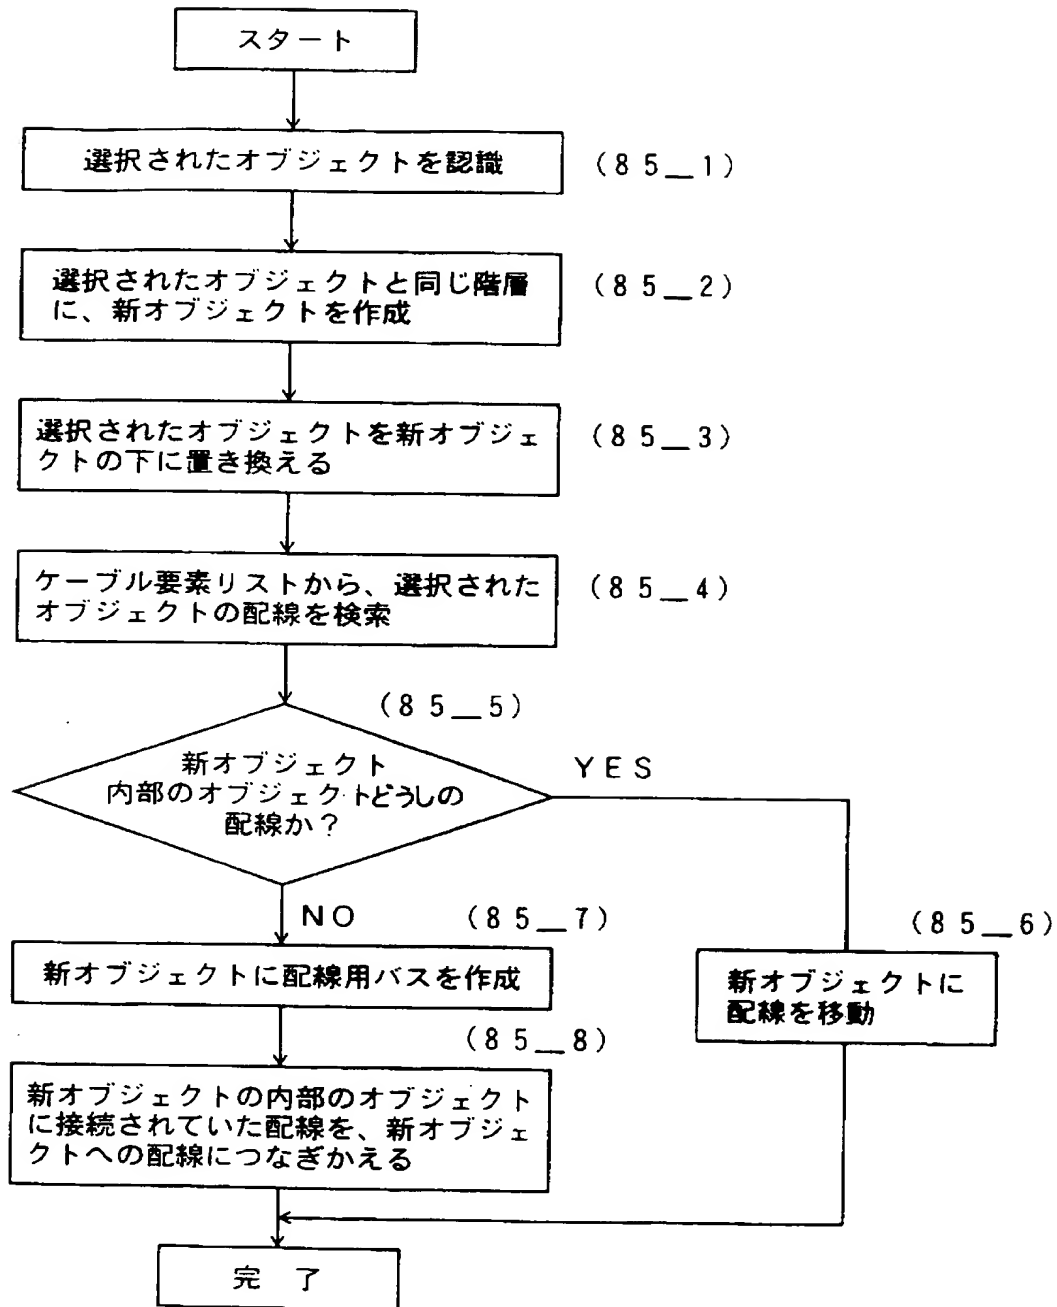 スタート
選択されたオブジェクトを認識
(85_1)
選択されたオブジェクトと同じ階層
に、新オブジェクトを作成
(85_2)
選択されたオブジェクトを新オブジェ
クトの下に置き換える
(85_3)
ケーブル要素リストから、選択された
オブジェクトの配線を検索
(85_4)
(85_5)
新オブジェクト
内部のオブジェクトどうしの
配線か?
YES
NO
(85_7)
(85_6)
新オブジェクトに配線用バスを作成
新オブジェクトに
配線を移動
(85_8)
新オブジェクトの内部のオブジェクト
に接続されていた配線を、新オブジェ
クトへの配線につなぎかえる
完 了